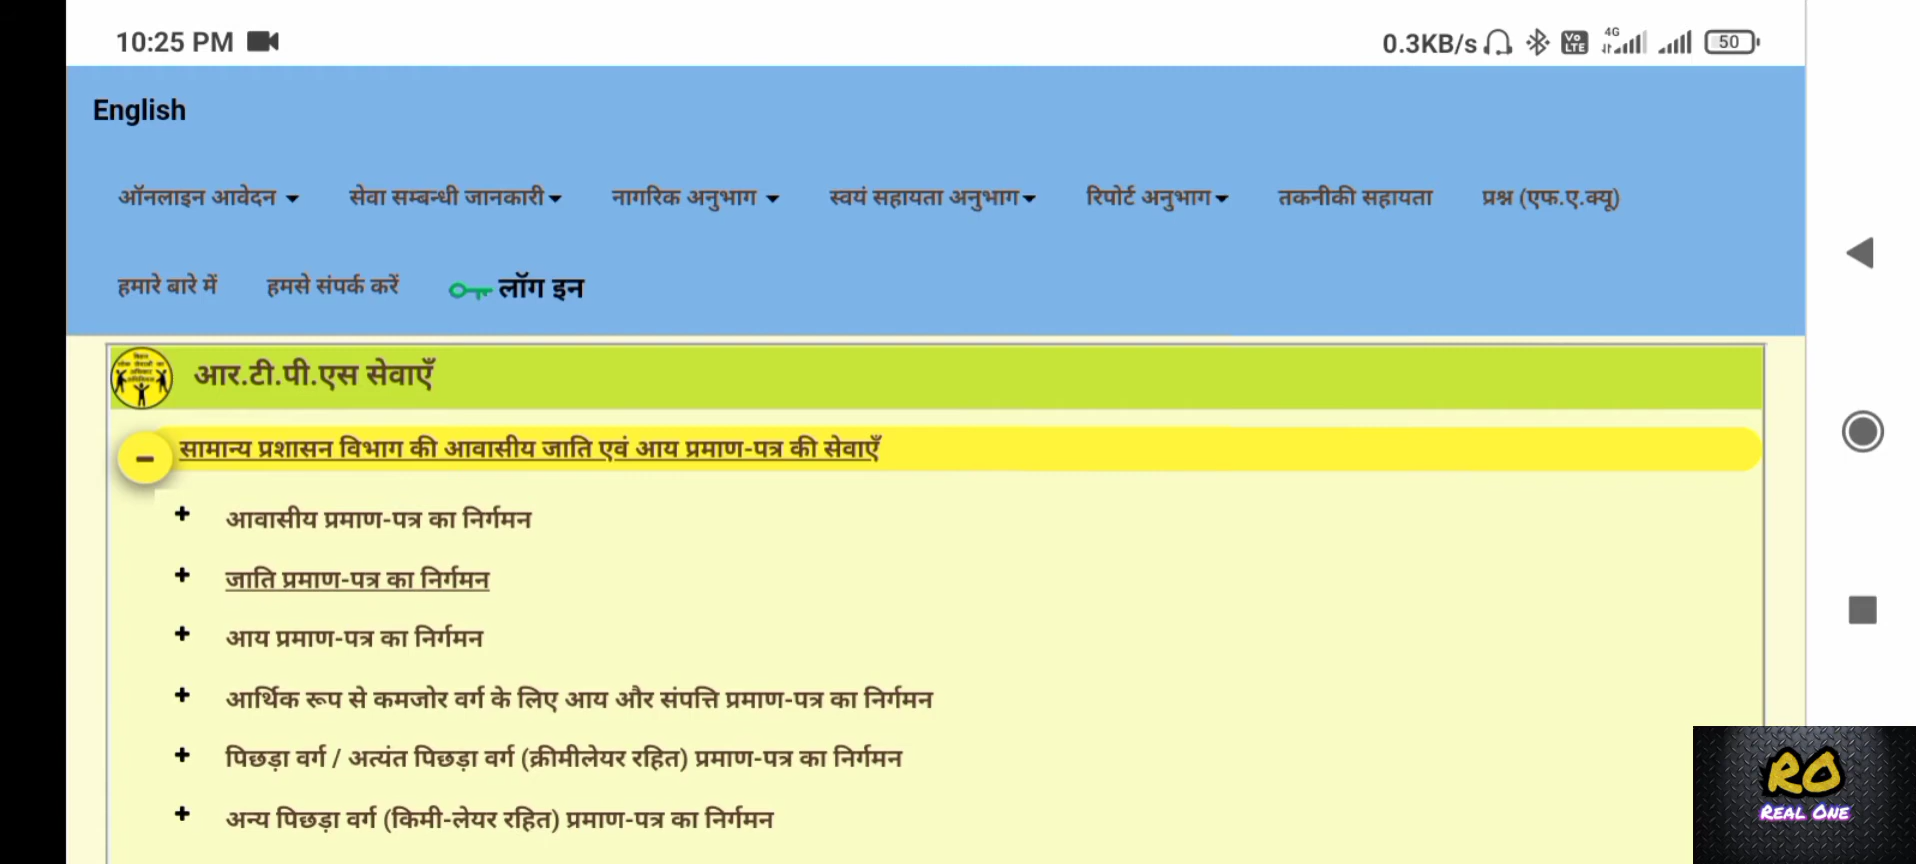 10:25 PM
0.3KB/s
Vo LTE
4G
50
English
ऑनलाइन आवेदन
सेवा सम्बन्धी जानकारी
नागरिक अनुभाग
स्वयं सहायता अनुभाग
रिपोर्ट अनुभाग
तकनीकी सहायता
प्रश्न (एफ.ए.क्यू)
हमारे बारे में
हमसे संपर्क करें
लॉग इन
आर.टी.पी.एस सेवाएँ
सामान्य प्रशासन विभाग की आवासीय जाति एवं आय प्रमाण-पत्र की सेवाएँ
आवासीय प्रमाण-पत्र का निर्गमन
जाति प्रमाण-पत्र का निर्गमन
आय प्रमाण-पत्र का निर्गमन
आर्थिक रूप से कमजोर वर्ग के लिए आय और संपत्ति प्रमाण-पत्र का निर्गमन
पिछड़ा वर्ग / अत्यंत पिछड़ा वर्ग (क्रीमीलेयर रहित) प्रमाण-पत्र का निर्गमन
अन्य पिछड़ा वर्ग (किमी-लेयर रहित) प्रमाण-पत्र का निर्गमन
RO
REAL ONE